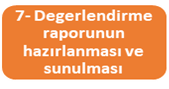 7- Degerlendirme
raporunun
hazırlanması ve
sunulması